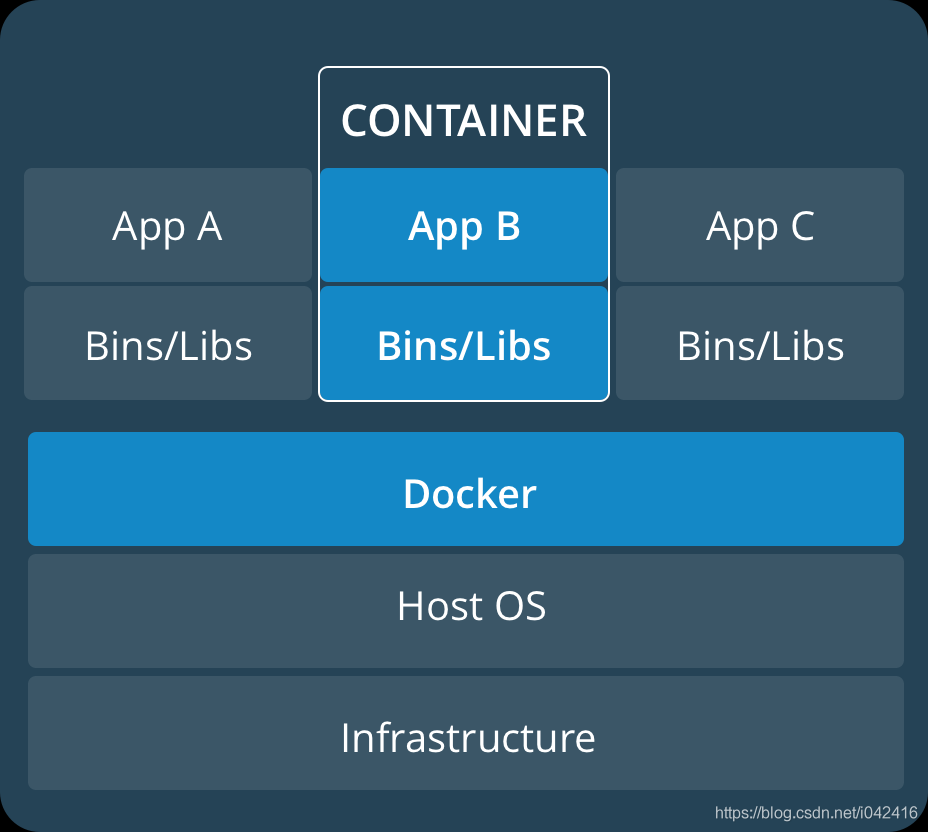 CONTAINER
App A
App B
App C
Bins/Libs
Bins/Libs
Bins/Libs
Docker
Host OS
Infrastructure
https://blog.csdn.net/i042416